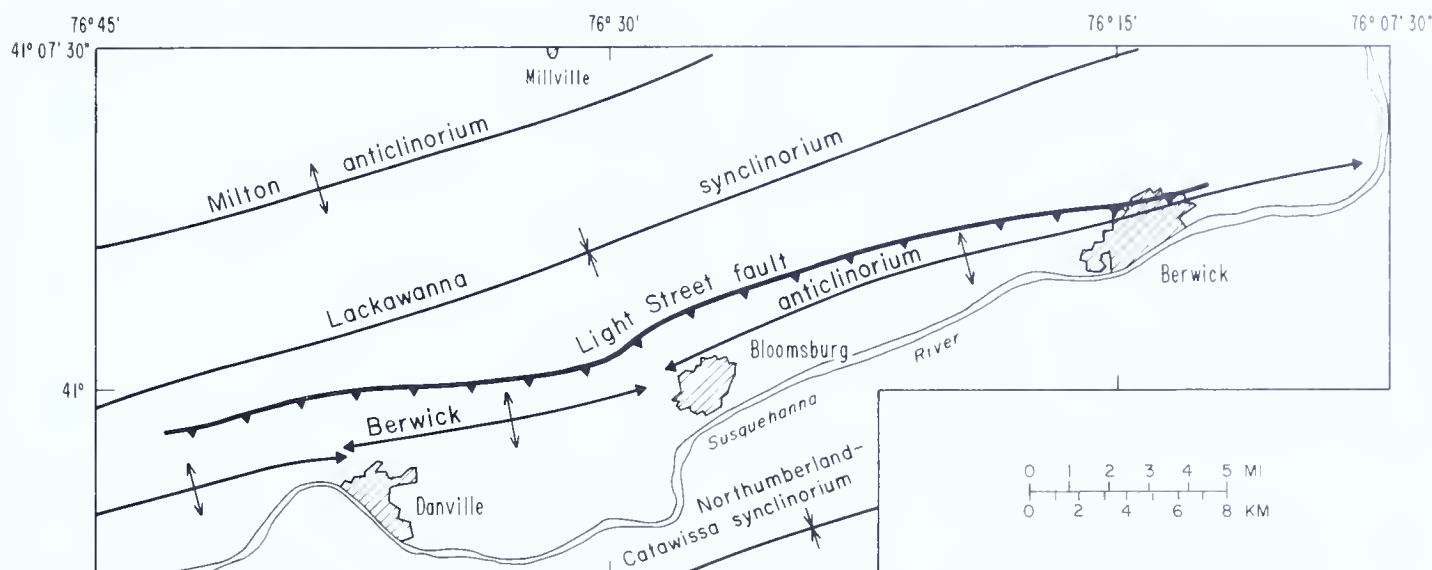 76° 45' 76° 30' 76° 15' 76° 07' 30"
41° 07' 30"
Millville
Milton anticlinorium
Lackawanna synclinorium
Light Street fault
Berwick anticlinorium
Berwick
Bloomsburg
41°
Susquehanna River
Danville
Northumberland-
Catawissa synclinorium
0 1 2 3 4 5 MI
0 2 4 6 8 KM